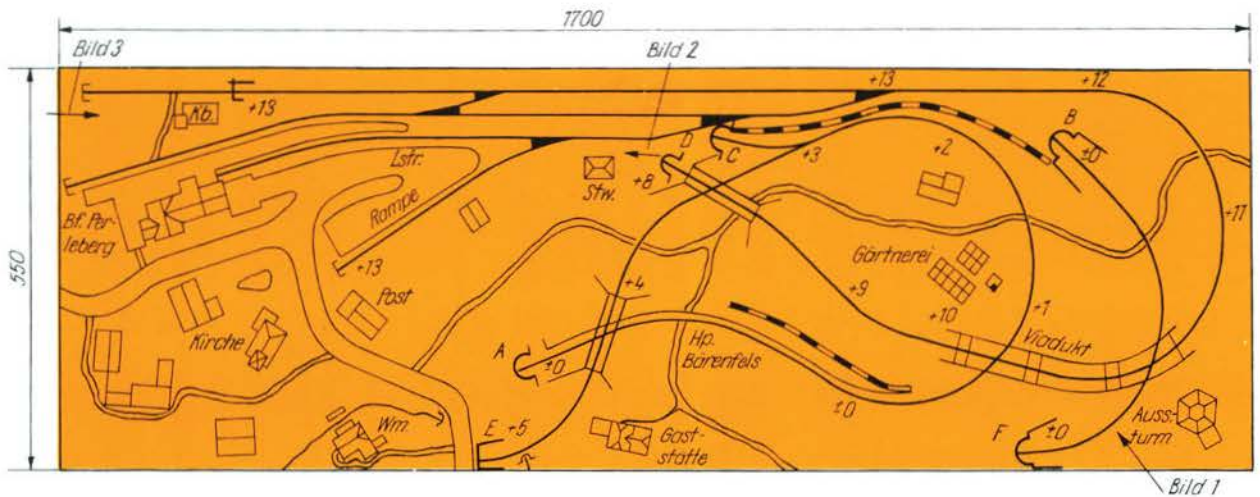 1700
550
Bild 3
Bild 2
+13
+12
Kb.
+13
B
±0
D
C
+3
+2
Lstr.
Stw.
+8
Rampe
Bf. Per-
leberg
+17
Gärtnerei
+13
Post
+4
+9
+10
+1
Kirche
A
±0
Hp.
Bärenfels
Viadukt
±0
Wm.
E
+5
Gast-
stätte
F
±0
Auss.-
turm
Bild 1